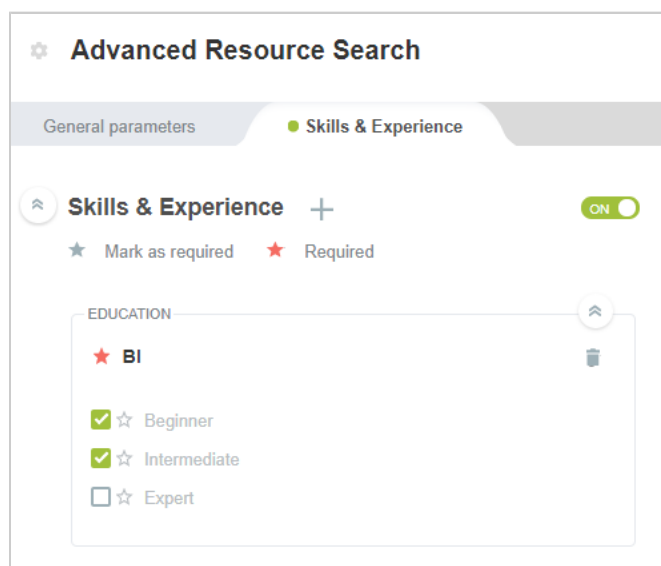 Advanced Resource Search
General parameters
Skills & Experience
Skills & Experience
ON
Mark as required
Required
EDUCATION
BI
Beginner
Intermediate
Expert